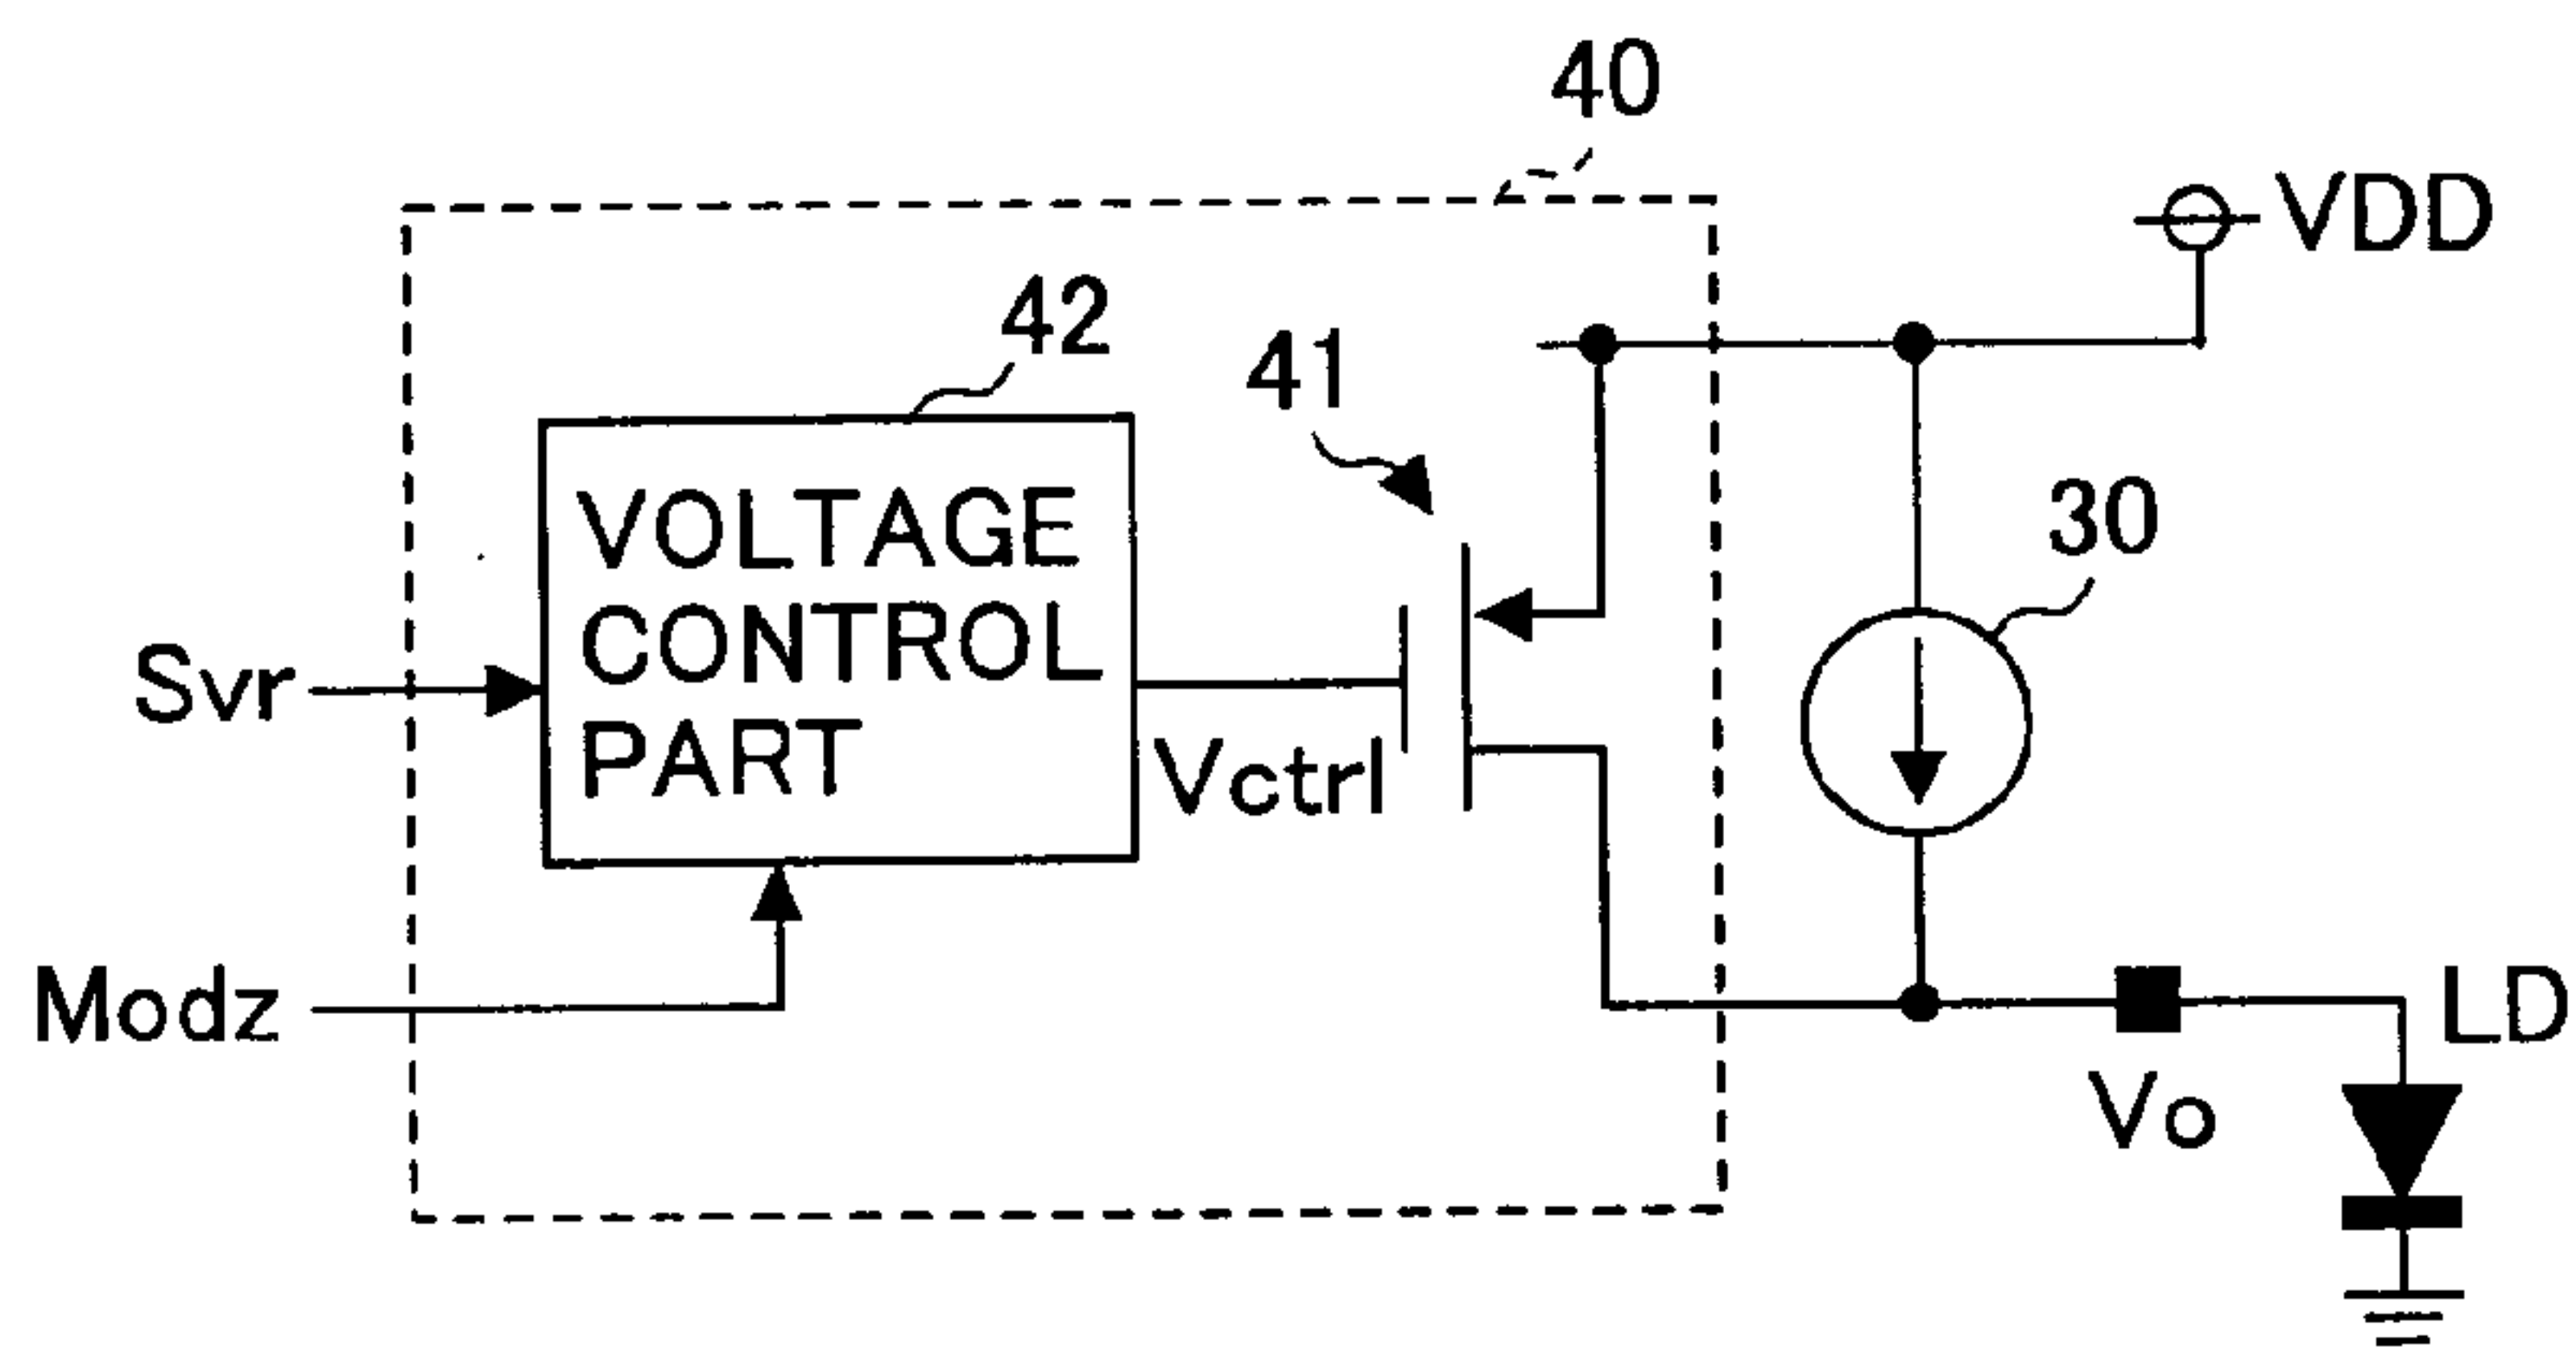 40
VDD
42
41
30
VOLTAGE
CONTROL
PART
Svr
Vctrl
Modz
LD
Vo